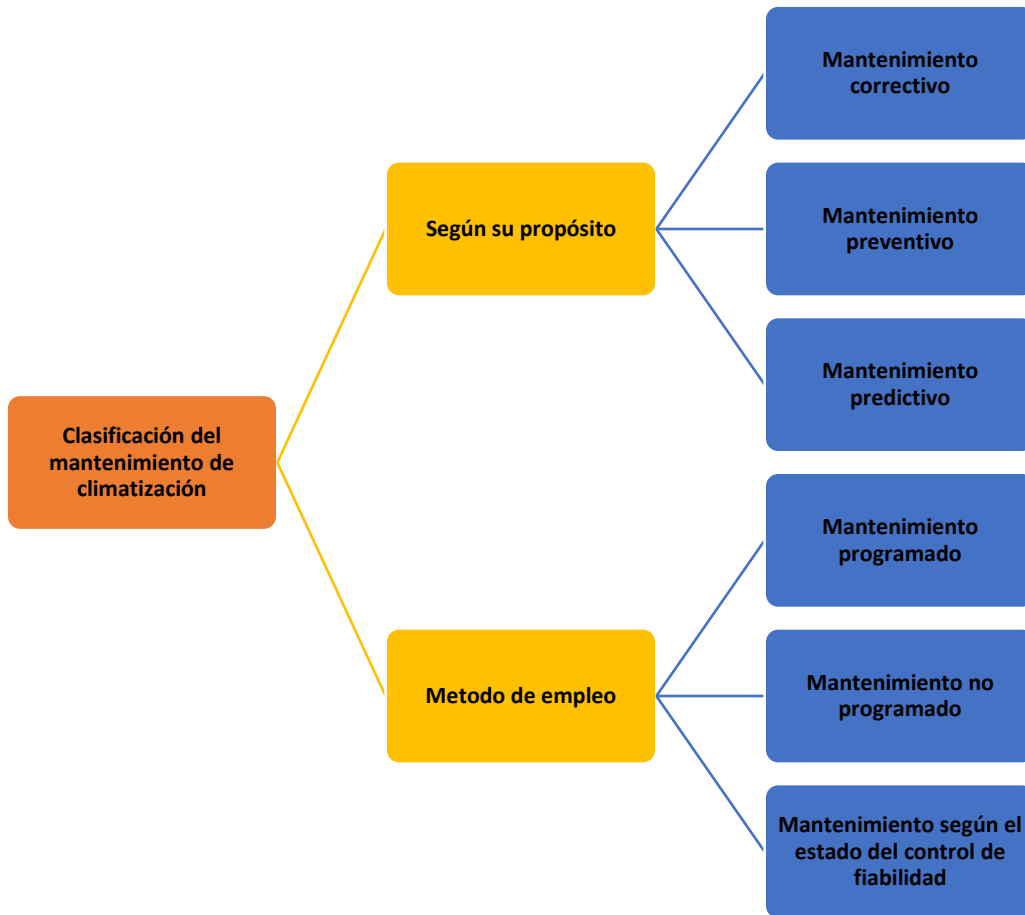 Clasificación del
mantenimiento de
climatización
Según su propósito
Mantenimiento
correctivo
Mantenimiento
preventivo
Mantenimiento
predictivo
Metodo de empleo
Mantenimiento
programado
Mantenimiento no
programado
Mantenimiento según el
estado del control de
fiabilidad